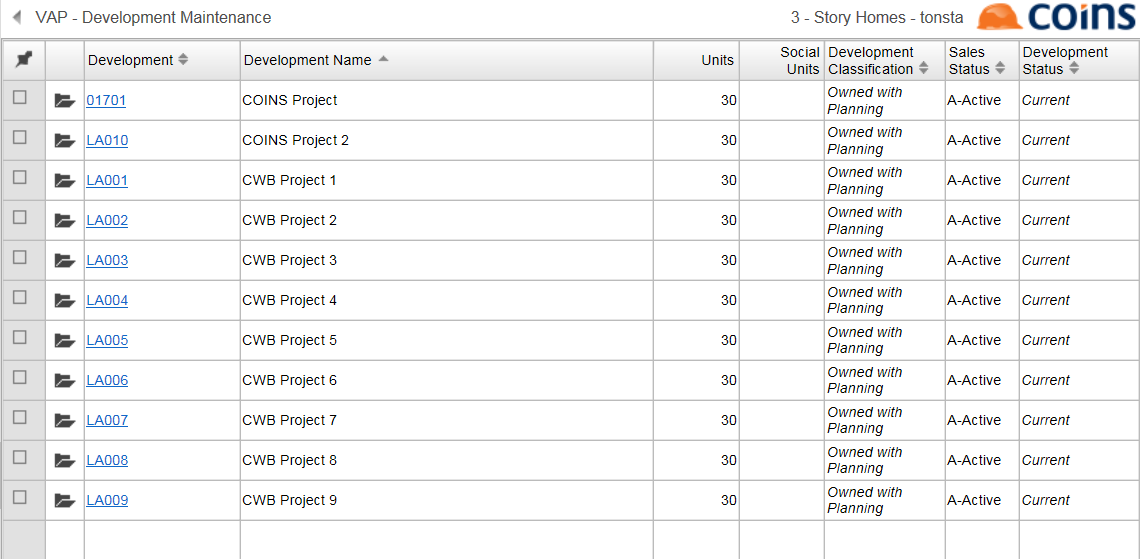 VAP - Development Maintenance 3 - Story Homes - tonsta coins
Development Development Name Units Social Units Development Classification Sales Status Development Status
01701 COINS Project 30 Owned with Planning A-Active Current
LA010 COINS Project 2 30 Owned with Planning A-Active Current
LA001 CWB Project 1 30 Owned with Planning A-Active Current
LA002 CWB Project 2 30 Owned with Planning A-Active Current
LA003 CWB Project 3 30 Owned with Planning A-Active Current
LA004 CWB Project 4 30 Owned with Planning A-Active Current
LA005 CWB Project 5 30 Owned with Planning A-Active Current
LA006 CWB Project 6 30 Owned with Planning A-Active Current
LA007 CWB Project 7 30 Owned with Planning A-Active Current
LA008 CWB Project 8 30 Owned with Planning A-Active Current
LA009 CWB Project 9 30 Owned with Planning A-Active Current